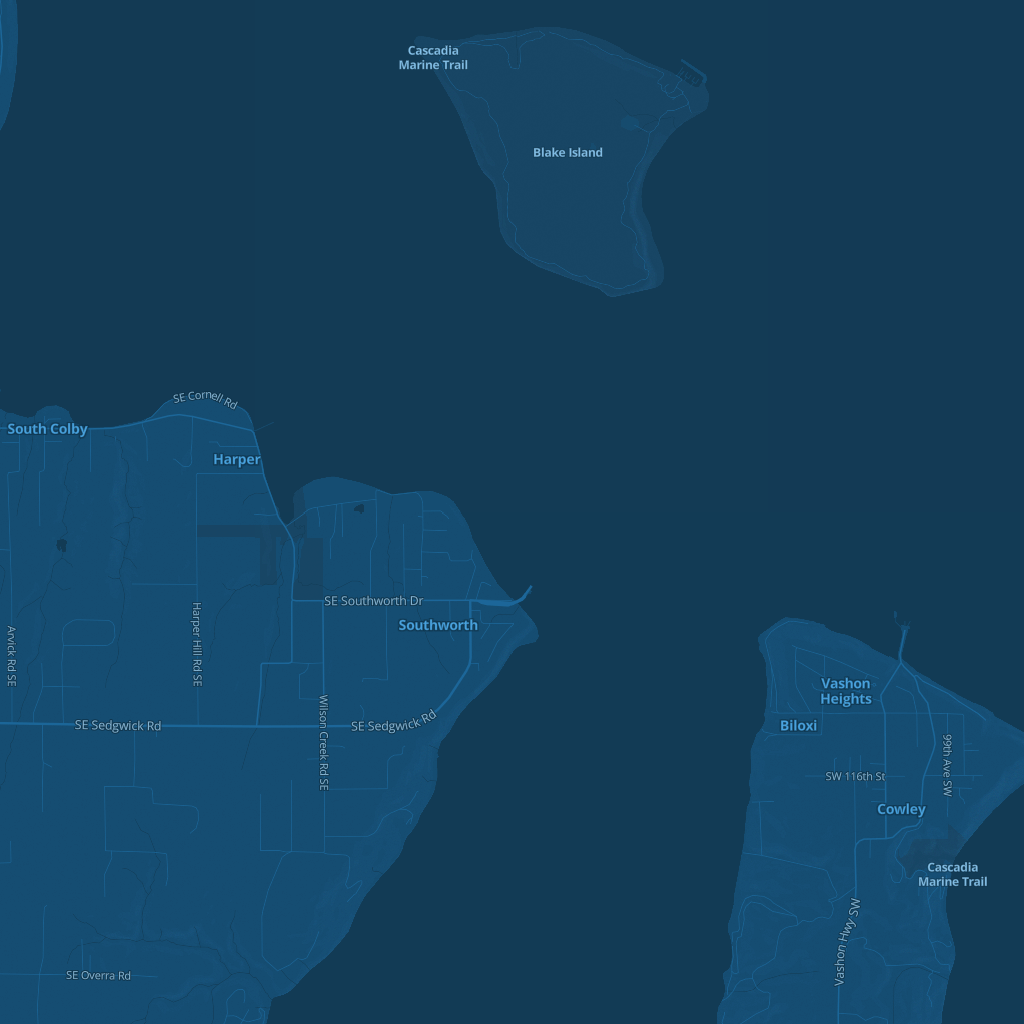 Cascadia
Marine Trail
Blake Island
SE Cornell Rd
South Colby
Harper
SE Southworth Dr
Southworth
Harper Hill Rd SE
Arvick Rd SE
Vashon
Heights
Biloxi
SE Sedgwick Rd
SE Sedgwick Rd
Wilson Creek Rd SE
99th Ave SW
SW 116th St
Cowley
Cascadia
Marine Trail
Vashon Hwy SW
SE Overra Rd